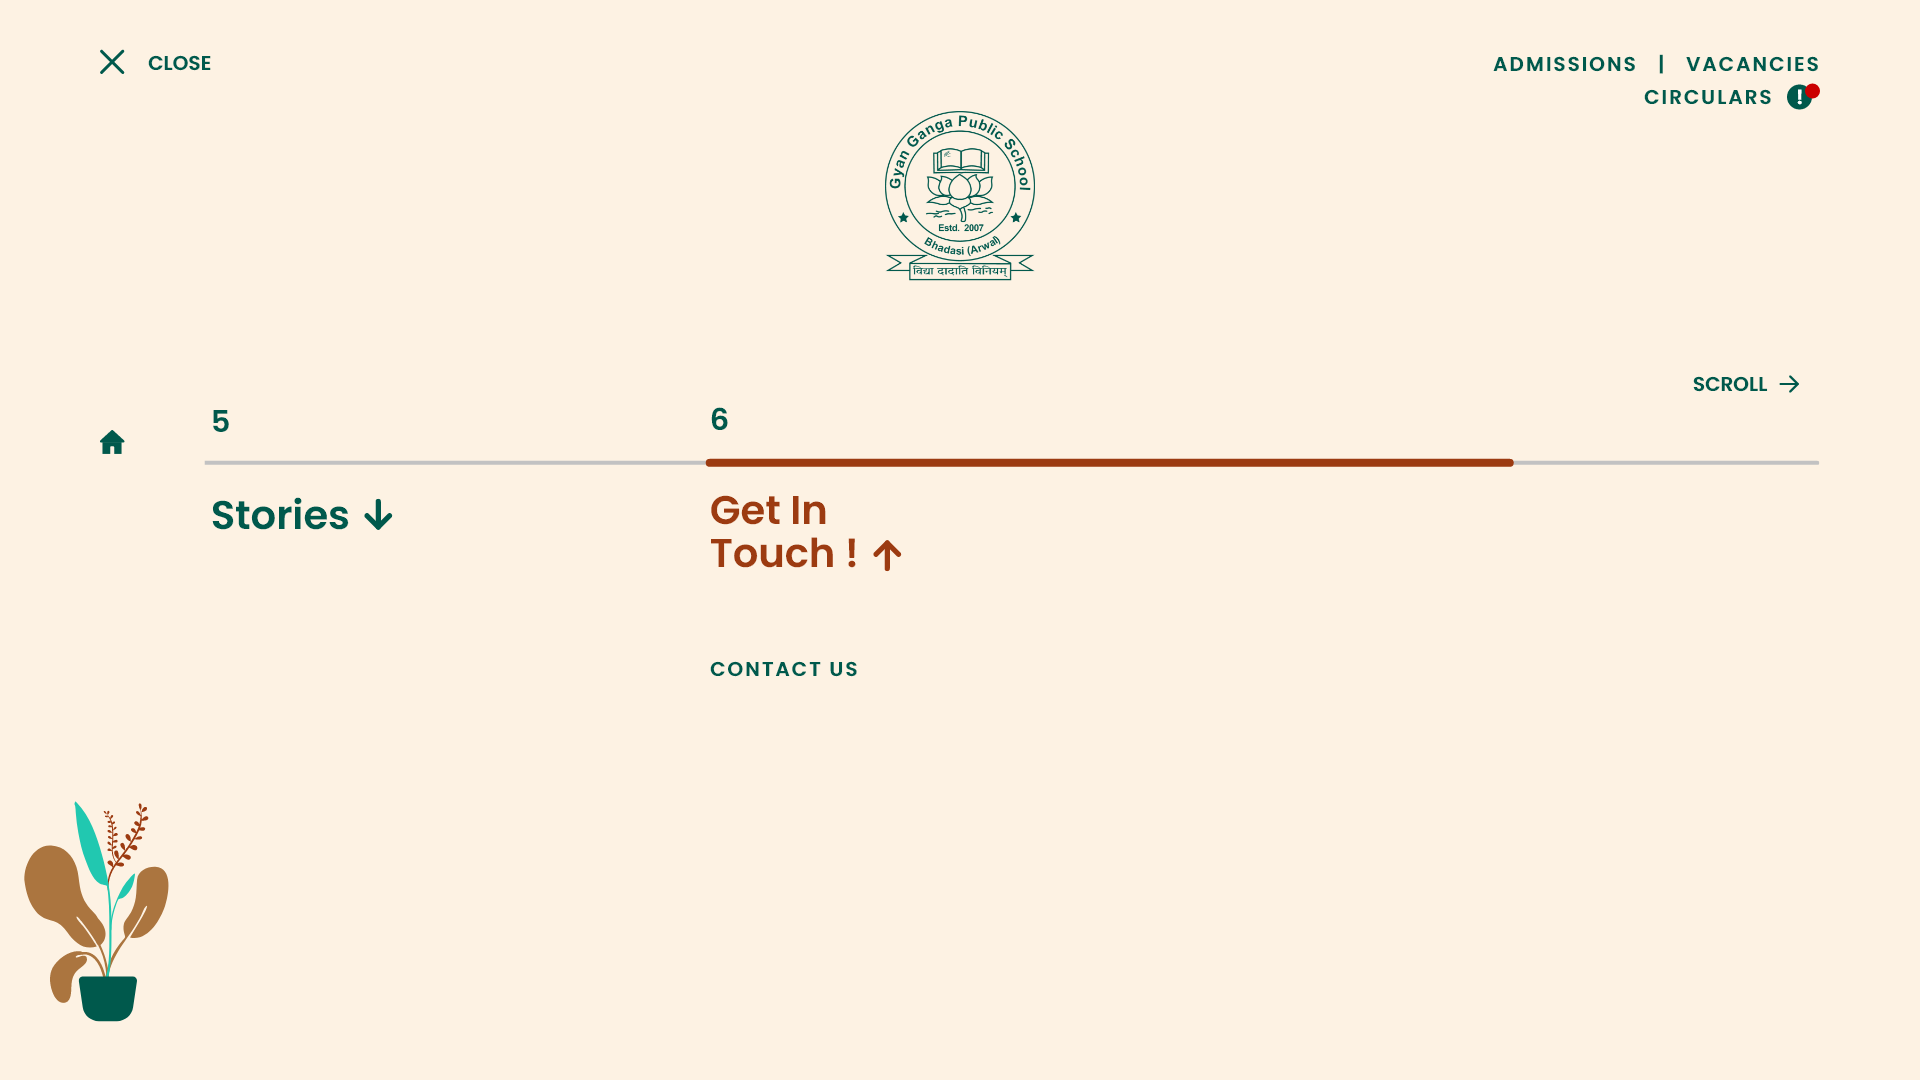 CLOSE
ADMISSIONS | VACANCIES
CIRCULARS !
Gyan Ganga Public School
Estd. 2007
Bhadasi (Arwal)
विद्या दादाति विनियम्
SCROLL
5
6
Stories
Get In
Touch !
CONTACT US